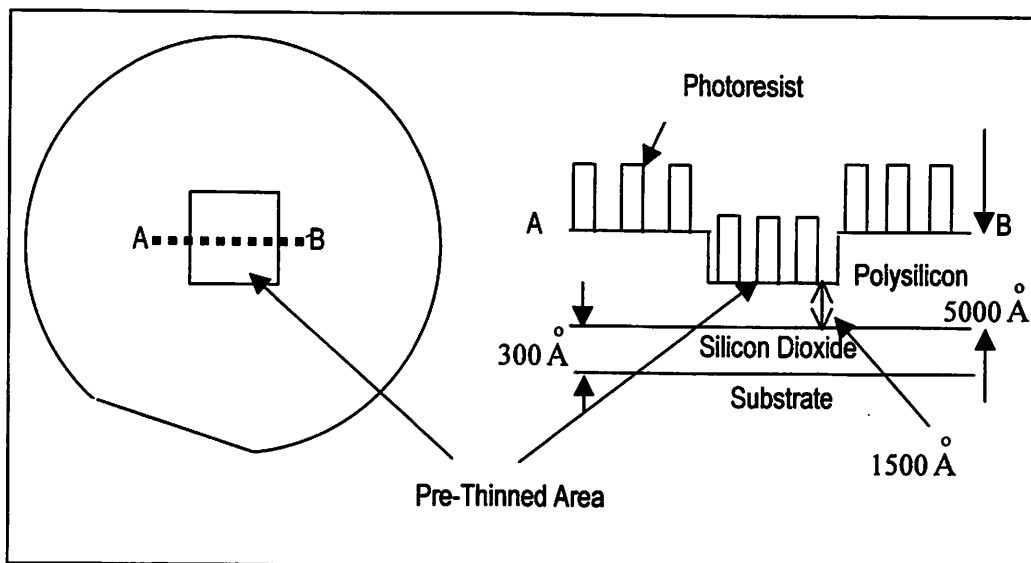 Photoresist
A
B
A
B
Polysilicon
5000 Å
300 Å
Silicon Dioxide
Substrate
1500 Å
Pre-Thinned Area